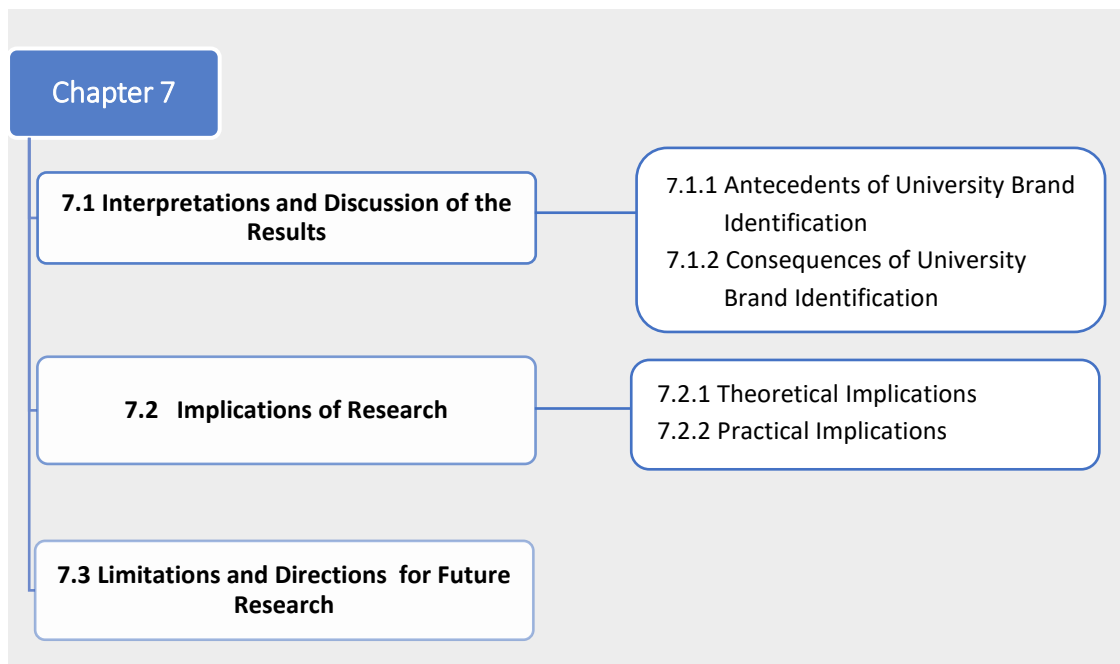 Chapter 7
7.1 Interpretations and Discussion of the
Results
7.1.1 Antecedents of University Brand
Identification
7.1.2 Consequences of University
Brand Identification
7.2 Implications of Research
7.2.1 Theoretical Implications
7.2.2 Practical Implications
7.3 Limitations and Directions for Future
Research